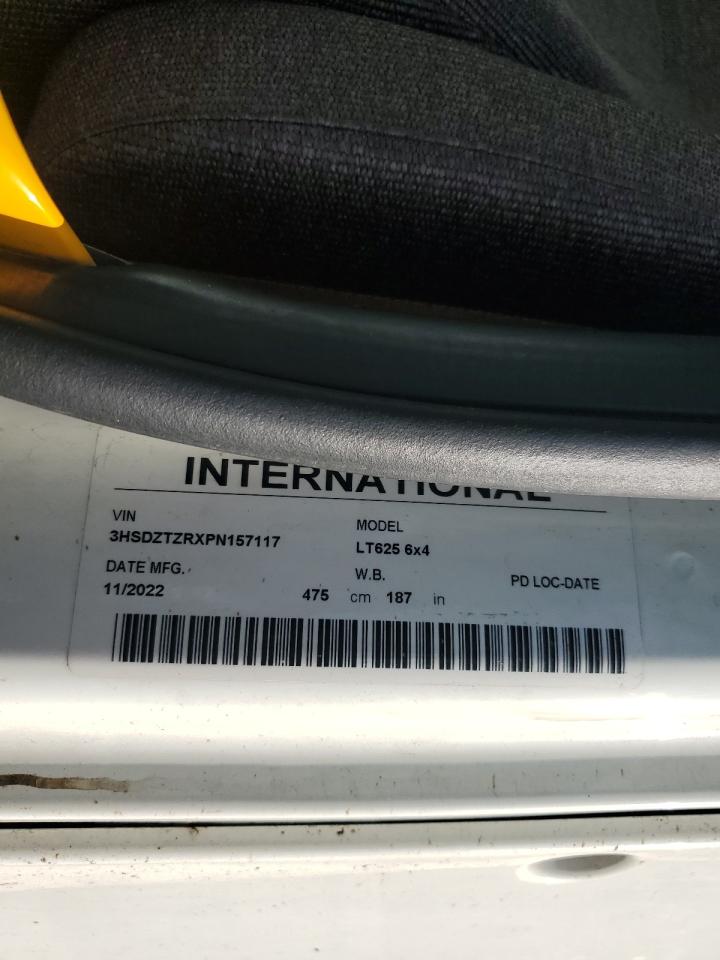 INTERNATIONAL
VIN
3HSDZTZRXPN157117
MODEL
LT625 6x4
DATE MFG.
11/2022
W.B.
475 cm 187 in
PD LOC-DATE